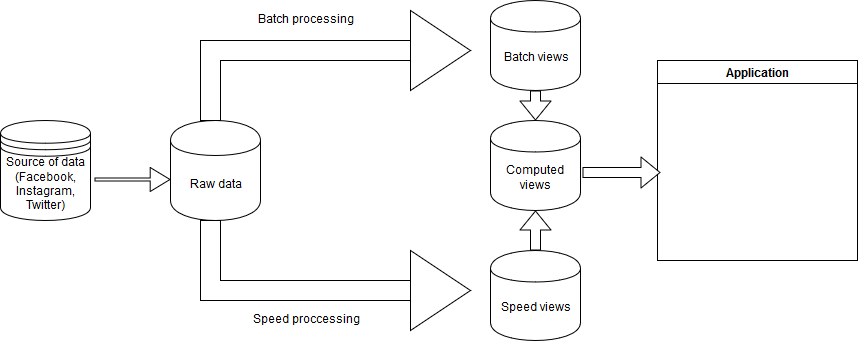 Batch processing
Batch views
Application
Source of data
(Facebook,
Instagram,
Twitter)
Raw data
Computed
views
Speed proccessing
Speed views